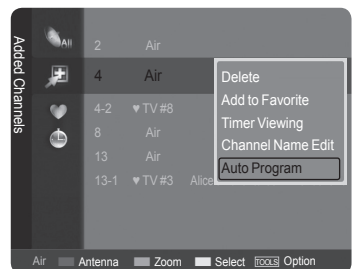 Added Channels
All
2 Air
4 Air
4-2 ♥ TV #8
8 Air
13 Air
13-1 ♥ TV #3 Alice
Delete
Add to Favorite
Timer Viewing
Channel Name Edit
Auto Program
Air Antenna Zoom Select TOOLS Option